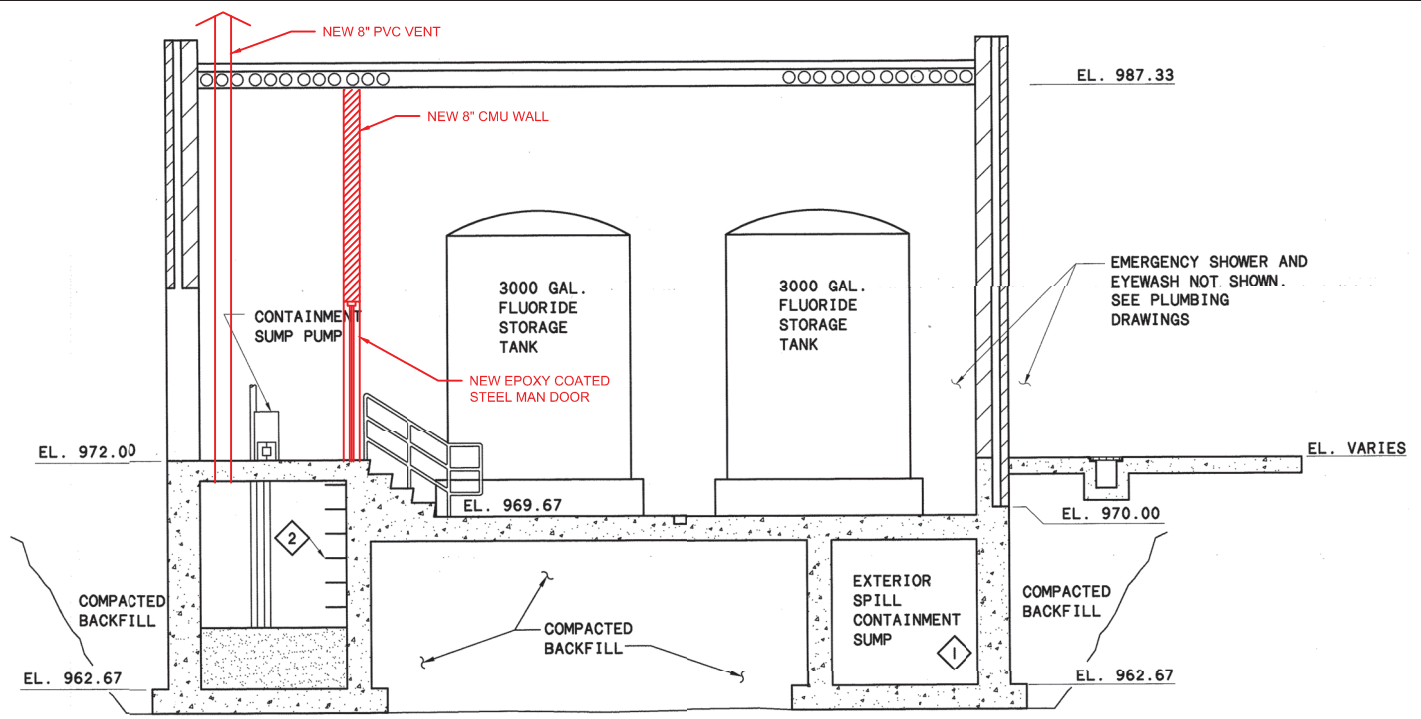 NEW 8" PVC VENT
EL. 987.33
NEW 8" CMU WALL
EMERGENCY SHOWER AND
EYEWASH NOT SHOWN.
SEE PLUMBING
DRAWINGS
3000 GAL.
FLUORIDE
STORAGE
TANK
3000 GAL.
FLUORIDE
STORAGE
TANK
CONTAINMENT
SUMP PUMP
NEW EPOXY COATED
STEEL MAN DOOR
EL. 972.00
EL. VARIES
EL. 969.67
EL. 970.00
2
COMPACTED
BACKFILL
EXTERIOR
SPILL
CONTAINMENT
SUMP
1
COMPACTED
BACKFILL
COMPACTED
BACKFILL
EL. 962.67
EL. 962.67